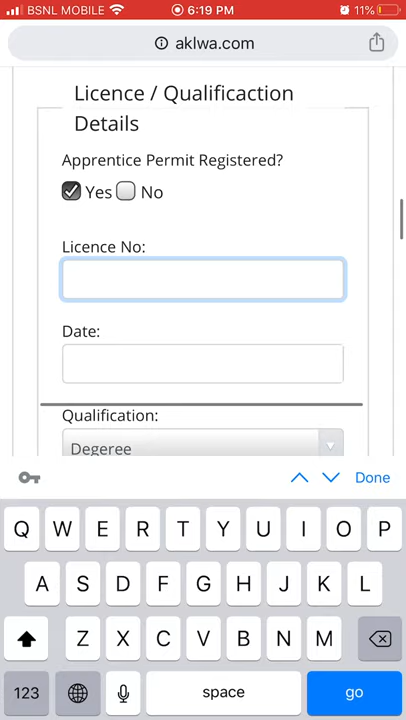 BSNL MOBILE 6:19 PM 11%
aklwa.com
Licence / Qualificaction
Details
Apprentice Permit Registered?
Yes No
Licence No:
Date:
Qualification:
Degeree
Done
Q W E R T Y U I O P
A S D F G H J K L
Z X C V B N M
123 space go